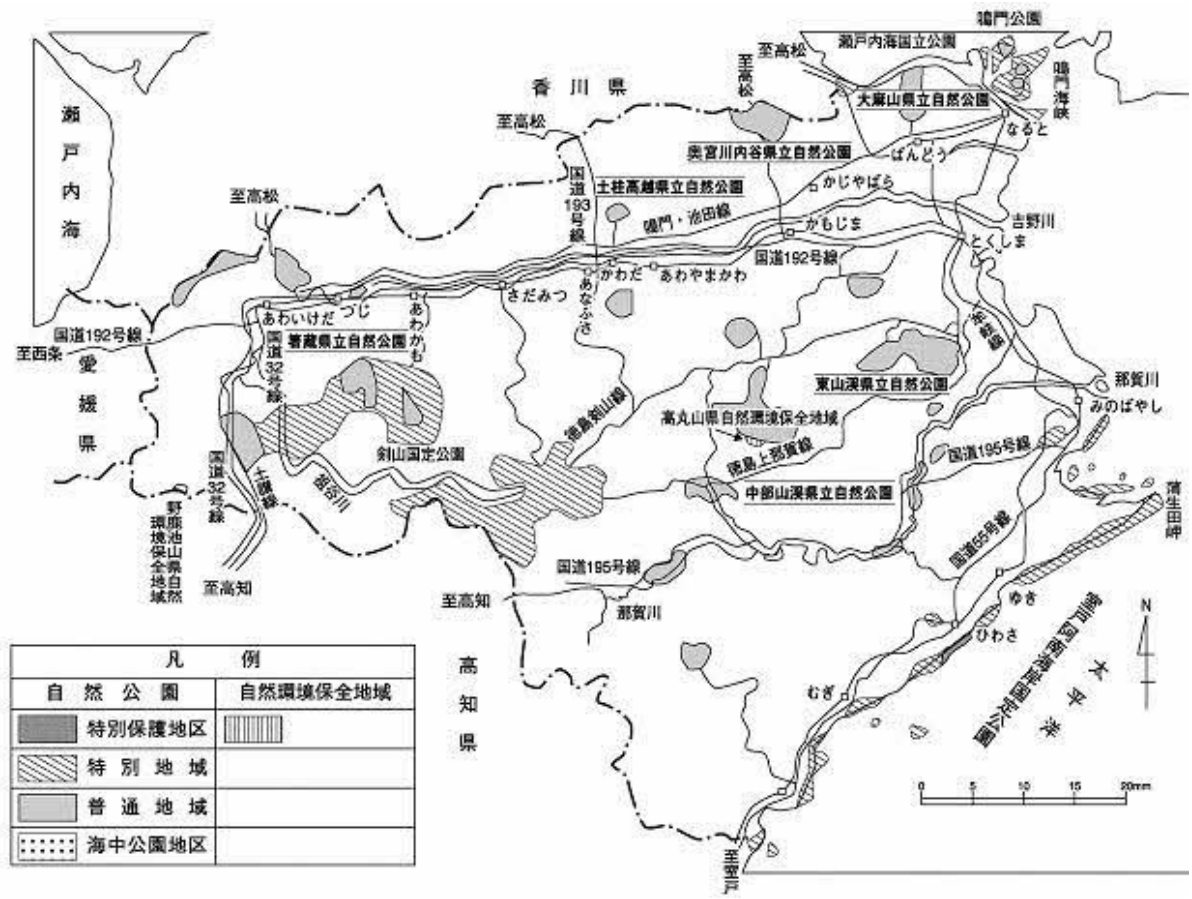 鳴門公園
瀬戸内海国立公園
至高松
至高松
鳴門海峡
香川県
大麻山県立自然公園
なると
至高松
奥宮川内谷県立自然公園
ばんどう
瀬戸内海
国道193号線
土柱高越県立自然公園
かじやばら
至高松
鳴門・池田線
かもじま
吉野川
とくしま
国道192号線
かわだ
あわやまかわ
あなぶき
さだみつ
あわいけだ
つじ
あわかも
国道192号線
至西条
愛媛県
国道32号線
箸蔵県立自然公園
牟岐線
東山渓県立自然公園
那賀川
みのばやし
高丸山県自然環境保全地域
徳島剣山線
徳島上那賀線
国道195号線
剣山国定公園
国道32号線
土讃線
祖谷川
中部山渓県立自然公園
蒲生田岬
野鹿池山県自然環境保全地域
国道55号線
至高知
国道195号線
至高知
那賀川
ゆき
ひわさ
室戸阿南海岸国定公園
太平洋
N
高知県
むぎ
0 5 10 15 20mm
至室戸
凡例
自然公園 自然環境保全地域
特別保護地区
特別地域
普通地域
海中公園地区